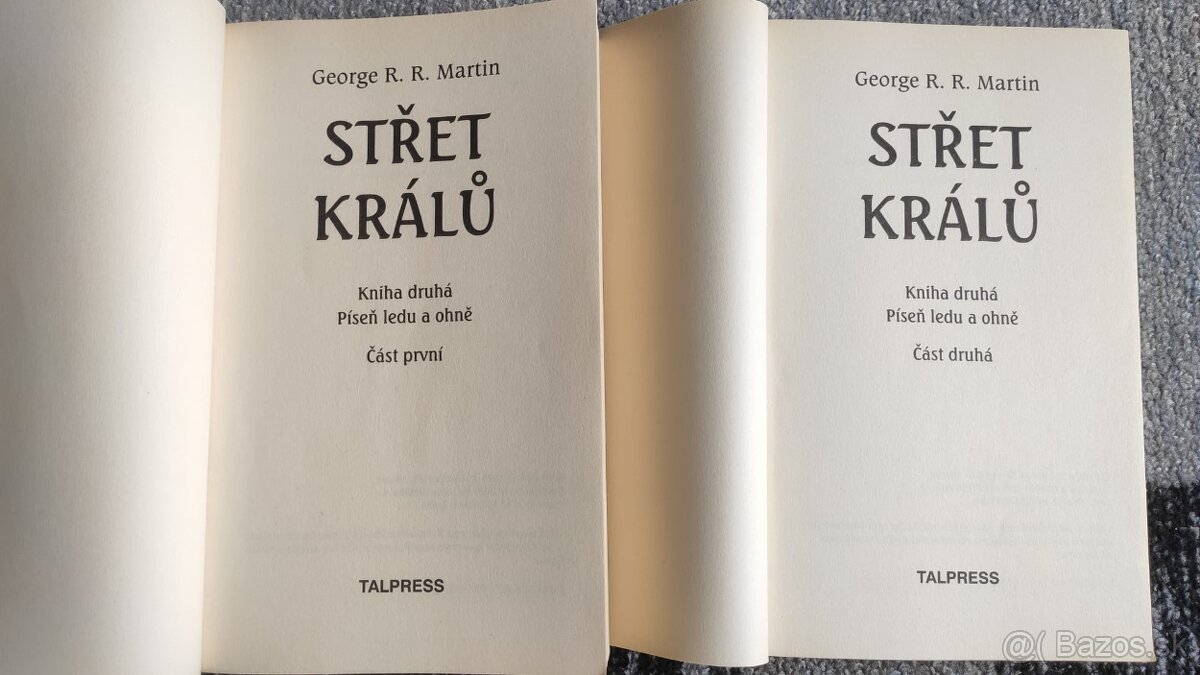 George R. R. Martin
STŘET
KRÁLŮ
Kniha druhá
Píseň ledu a ohně
Část první
TALPRESS
George R. R. Martin
STŘET
KRÁLŮ
Kniha druhá
Píseň ledu a ohně
Část druhá
TALPRESS
@( Bazos.sk